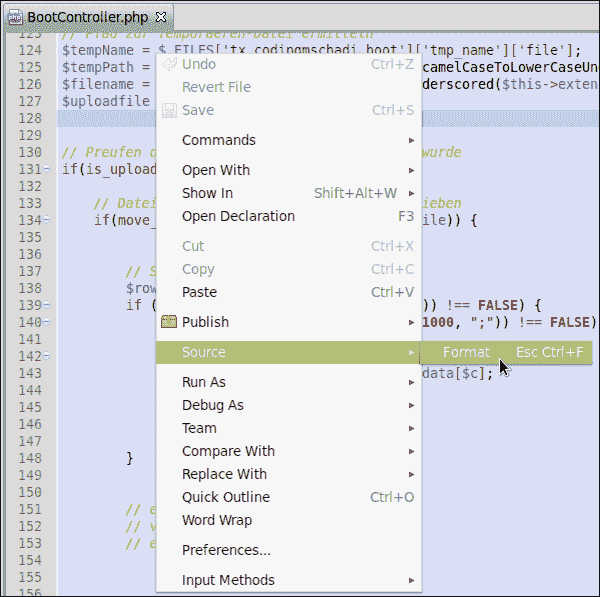 BootController.php
123 // Pfad zur Temporaeren-Datei ermitteln
124 $tempName = $_FILES['tx_codingmschadi_boot']['tmp_name']['file'];
125 $tempPath = camelCaseToLowerCaseUn
126 $filename = derscored($this->exten
127 $uploadfile
128
129
130 // Preufen wurde
131 if(is_upload
132
133 // Datei ieben
134 if(move_ ile)) {
135
136
137 // S
138 $row
139 if ( )) !== FALSE) {
140 1000, ";")) !== FALSE)
141
142
143 data[$c];
144
145
146
147
148 }
149
150
151 // e
152 // v
153 // e
154
155
156
Undo Ctrl+Z
Revert File
Save Ctrl+S
Commands
Open With
Show In Shift+Alt+W
Open Declaration F3
Cut Ctrl+X
Copy Ctrl+C
Paste Ctrl+V
Publish
Source
Format Esc Ctrl+F
Run As
Debug As
Team
Compare With
Replace With
Quick Outline Ctrl+O
Word Wrap
Preferences...
Input Methods